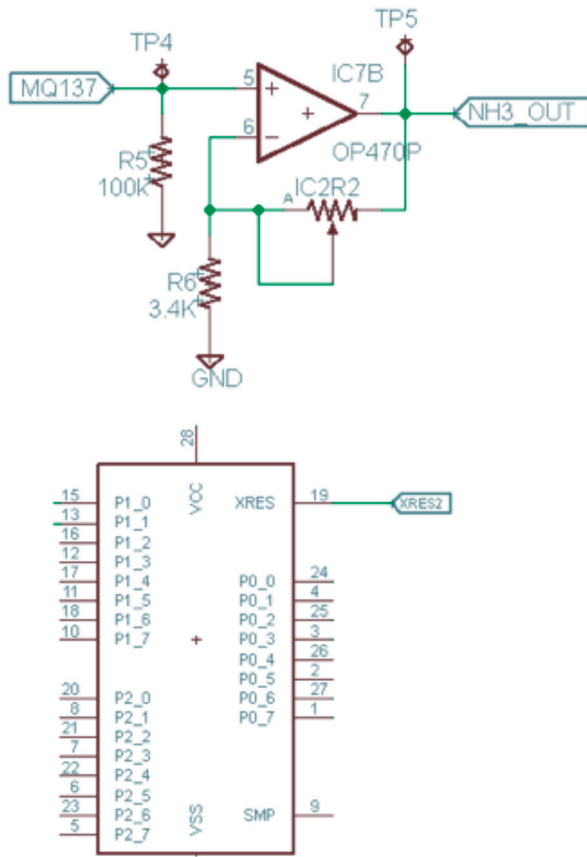 TP5
TP4
MQ137
5
IC7B
7
NH3_OUT
6
OP470P
R5
100K
A
IC2R2
R6
3.4K
GND
28
VCC
15
P1_0
XRES
19
XRES2
13
P1_1
16
P1_2
12
P1_3
17
P1_4
P0_0
24
11
P1_5
P0_1
4
18
P1_6
P0_2
25
10
P1_7
P0_3
3
P0_4
26
P0_5
2
20
P2_0
P0_6
27
8
P2_1
P0_7
1
21
P2_2
7
P2_3
22
P2_4
6
P2_5
23
P2_6
SMP
9
5
P2_7
VSS